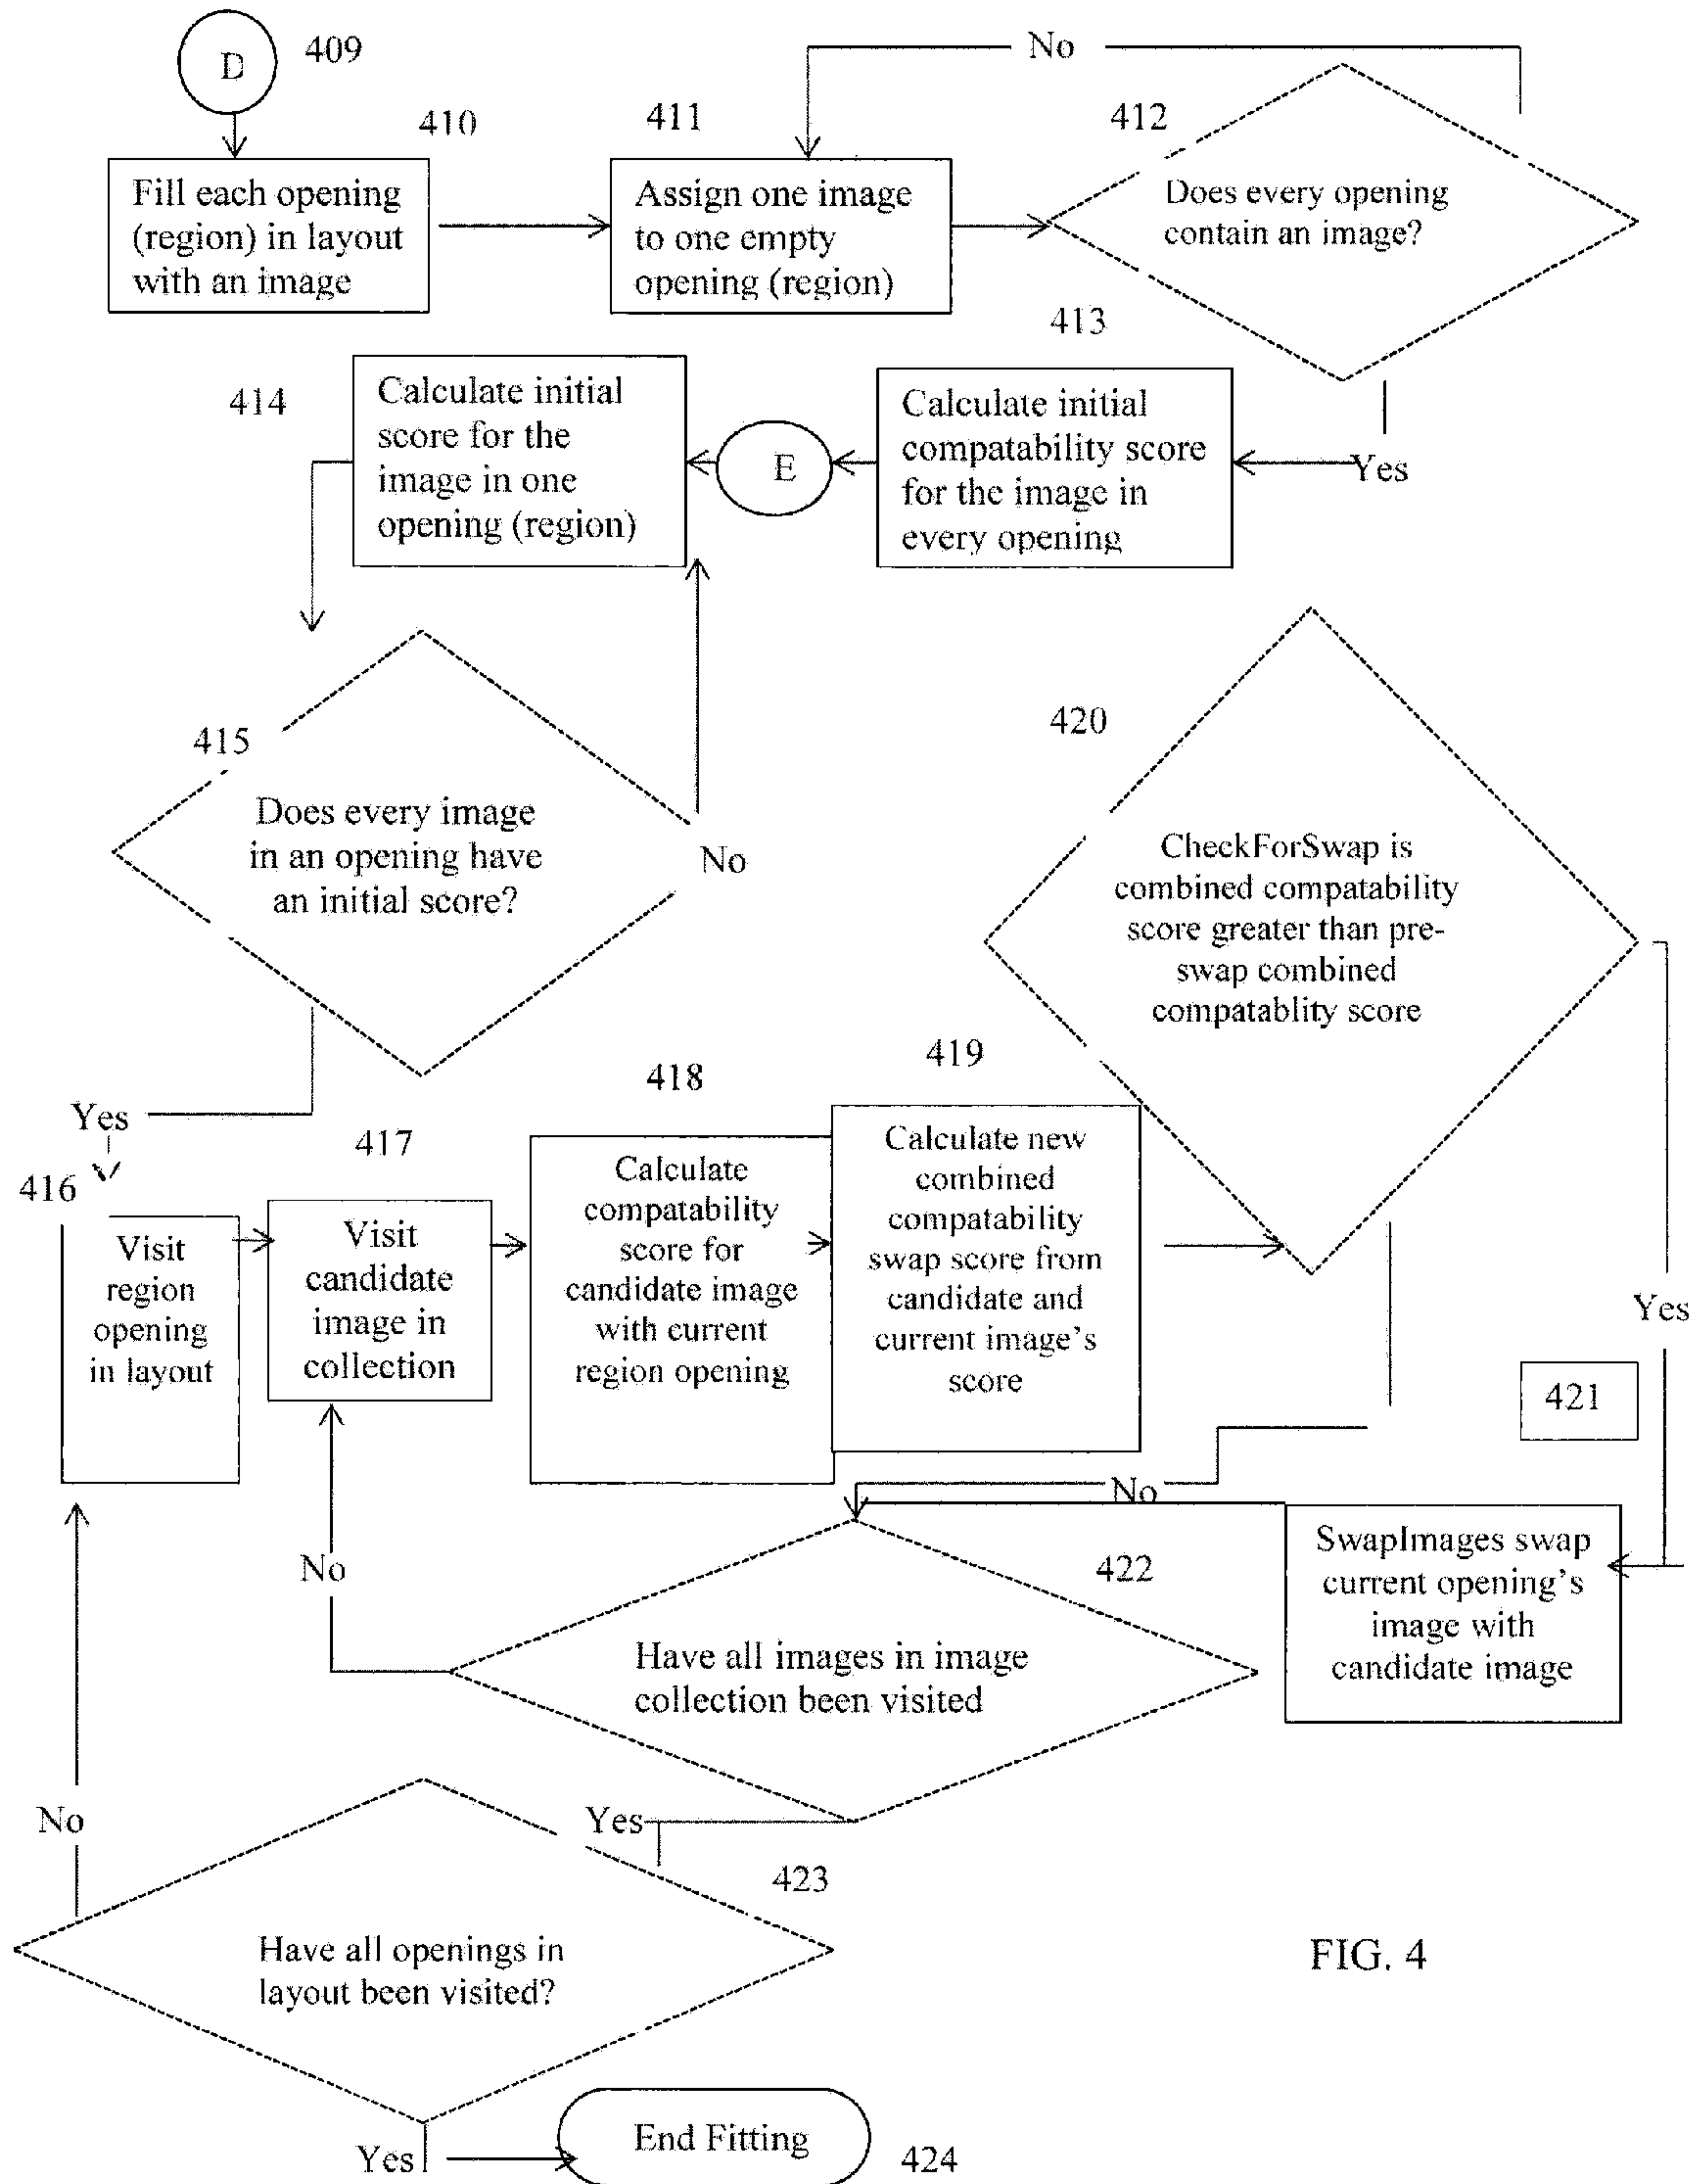 D
409
No
410
411
412
Fill each opening
(region) in layout
with an image
Assign one image
to one empty
opening (region)
Does every opening
contain an image?
413
414
Calculate initial
score for the
image in one
opening (region)
E
Calculate initial
compatability score
for the image in
every opening
Yes
415
Does every image
in an opening have
an initial score?
No
420
CheckForSwap is
combined compatability
score greater than pre-
swap combined
compatablity score
Yes
416
417
418
419
Visit
region
opening
in layout
Visit
candidate
image in
collection
Calculate
compatability
score for
candidate image
with current
region opening
Calculate new
combined
compatability
swap score from
candidate and
current image's
score
Yes
421
No
No
422
SwapImages swap
current opening's
image with
candidate image
Have all images in image
collection been visited
No
Yes
423
Have all openings in
layout been visited?
FIG. 4
Yes
End Fitting
424